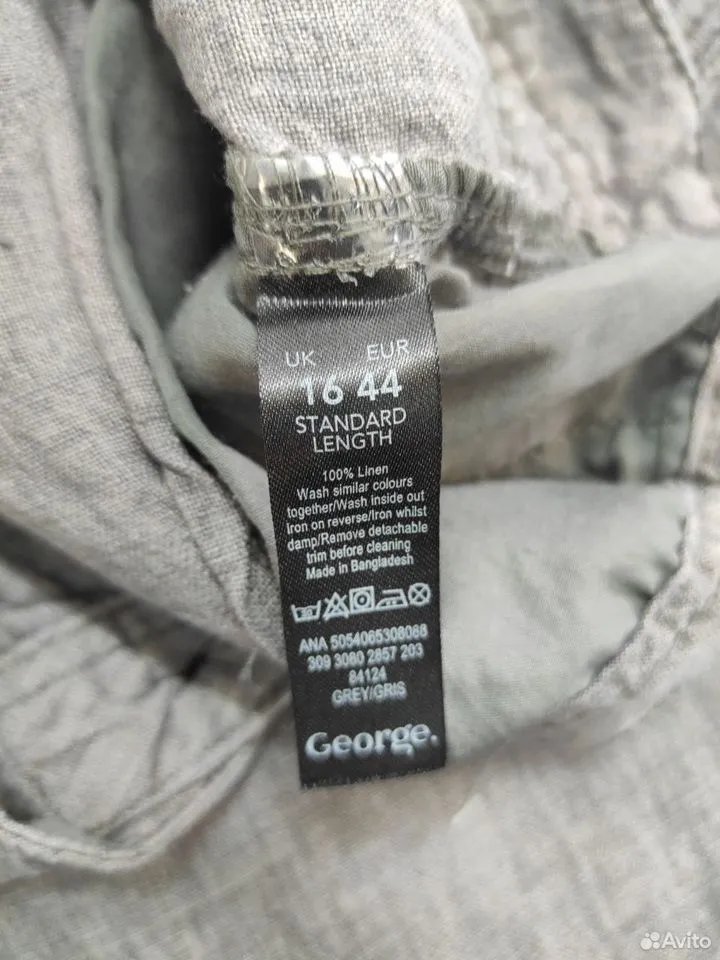 UK EUR
16 44
STANDARD
LENGTH
100% Linen
Wash similar colours
together/Wash inside out
Iron on reverse/Iron whilst
damp/Remove detachable
trim before cleaning
Made in Bangladesh
ANA 5054065308088
309 3080 2857 203
84124
GREY/GRIS
George.
Avito